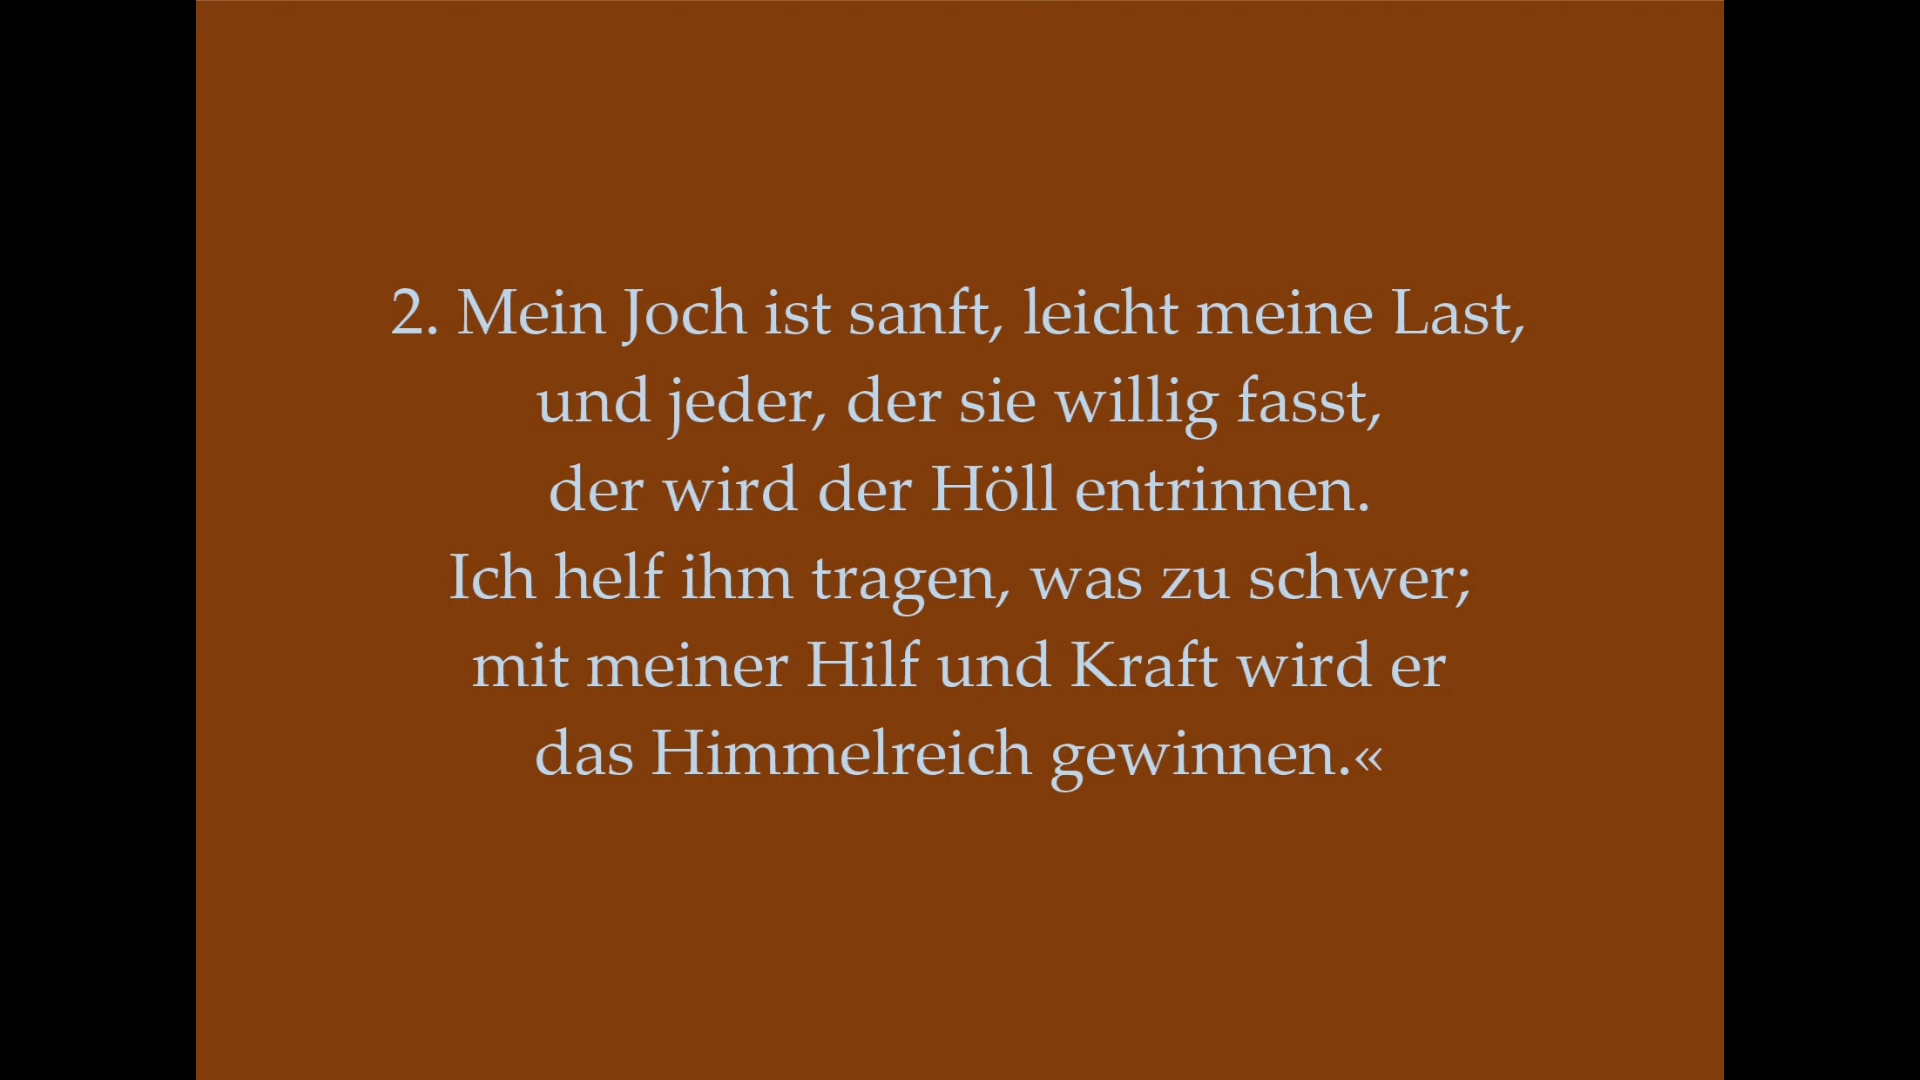 2. Mein Joch ist sanft, leicht meine Last,
und jeder, der sie willig fasst,
der wird der Höll entrinnen.
Ich helf ihm tragen, was zu schwer;
mit meiner Hilf und Kraft wird er
das Himmelreich gewinnen.«